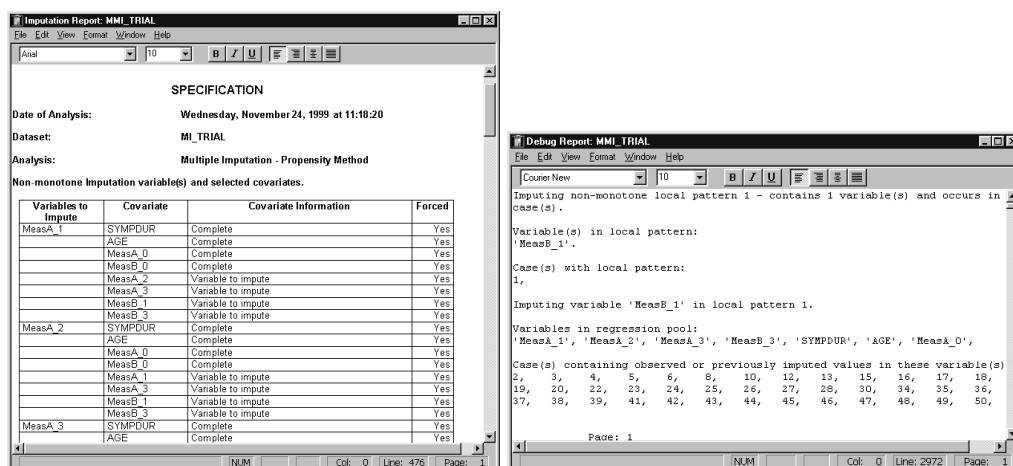 Imputation Report: MMI_TRIAL
File Edit View Format Window Help
Arial 10 B I U
SPECIFICATION
Date of Analysis: Wednesday, November 24, 1999 at 11:18:20
Dataset: MI_TRIAL
Analysis: Multiple Imputation - Propensity Method
Non-monotone Imputation variable(s) and selected covariates.
Variables to Impute Covariate Covariate Information Forced
MeasA_1 SYMPDUR Complete Yes
AGE Complete Yes
MeasA_0 Complete Yes
MeasB_0 Complete Yes
MeasA_2 Variable to impute Yes
MeasA_3 Variable to impute Yes
MeasB_1 Variable to impute Yes
MeasB_3 Variable to impute Yes
MeasA_2 SYMPDUR Complete Yes
AGE Complete Yes
MeasA_0 Complete Yes
MeasB_0 Complete Yes
MeasA_1 Variable to impute Yes
MeasA_3 Variable to impute Yes
MeasB_1 Variable to impute Yes
MeasB_3 Variable to impute Yes
MeasA_3 SYMPDUR Complete Yes
AGE Complete Yes
NUM Col: 0 Line: 476 Page: 1
Debug Report: MMI_TRIAL
File Edit View Format Window Help
Courier New 10 B I U
Imputing non-monotone local pattern 1 - contains 1 variable(s) and occurs in
case(s).
Variable(s) in local pattern:
'MeasB_1'.
Case(s) with local pattern:
1,
Imputing variable 'MeasB_1' in local pattern 1.
Variables in regression pool:
'MeasA_1', 'MeasA_2', 'MeasA_3', 'MeasB_3', 'SYMPDUR', 'AGE', 'MeasA_0',
Case(s) containing observed or previously imputed values in these variable(s)
2, 3, 4, 5, 6, 8, 10, 12, 13, 15, 16, 17, 18,
19, 20, 22, 23, 24, 25, 26, 27, 28, 30, 34, 35, 36,
37, 38, 39, 41, 42, 43, 44, 45, 46, 47, 48, 49, 50,
Page: 1
NUM Col: 0 Line: 2972 Page: 1